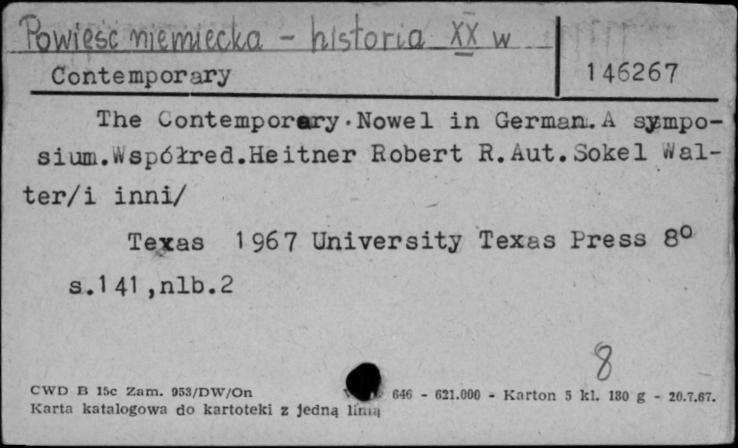 Powieść niemiecka - historia XX w
Contemporary
146267
The Contemporary.Nowel in German.A sympo-
sium.Współred.Heitner Robert R.Aut.Sokel Wal-
ter/i inni/
Texas 1967 University Texas Press 8º
s.141,nlb.2
8
CWD B 15c Zam. 953/DW/On 646 - 621.000 - Karton 5 kl. 180 g - 20.7.67.
Karta katalogowa do kartoteki z jedną linią